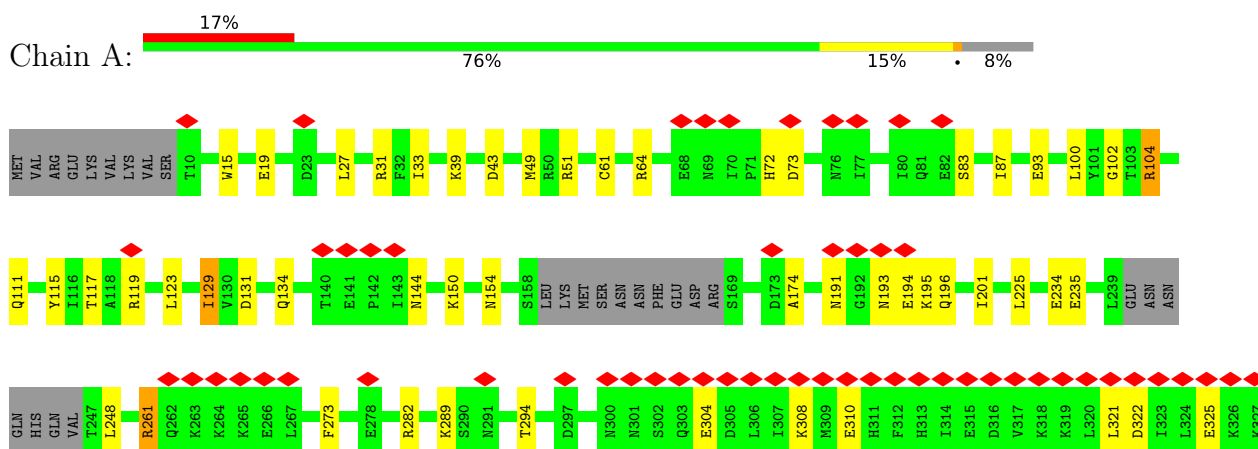 17%
Chain A:
76% 15% • 8%
MET VAL ARG GLU LYS VAL LYS VAL SER T10 W15 E19 D23 L27 R31 F32 I33 K39 D43 M49 R50 R51 C61 R64 E68 N69 I70 P71 H72 D73 N76 I77 I80 Q81 E82 S83 I87 E93 L100 Y101 G102 T103 R104
Q111 Y115 I116 T117 A118 R119 L123 I129 V130 D131 Q134 T140 E141 P142 I143 N144 K150 N154 S158 LEU LYS MET SER ASN ASN PHE GLU ASP ARG S169 D173 A174 N191 G192 N193 E194 K195 Q196 I201 L225 E234 E235 L239 GLU ASN ASN
GLN HIS GLN VAL T247 L248 R261 Q262 K263 K264 K265 E266 L267 F273 E278 R282 K289 S290 N291 T294 D297 N300 N301 S302 Q303 E304 D305 L306 I307 K308 M309 E310 H311 F312 H313 I314 E315 D316 V317 K318 K319 L320 L321 D322 I323 L324 E325 K326 K327